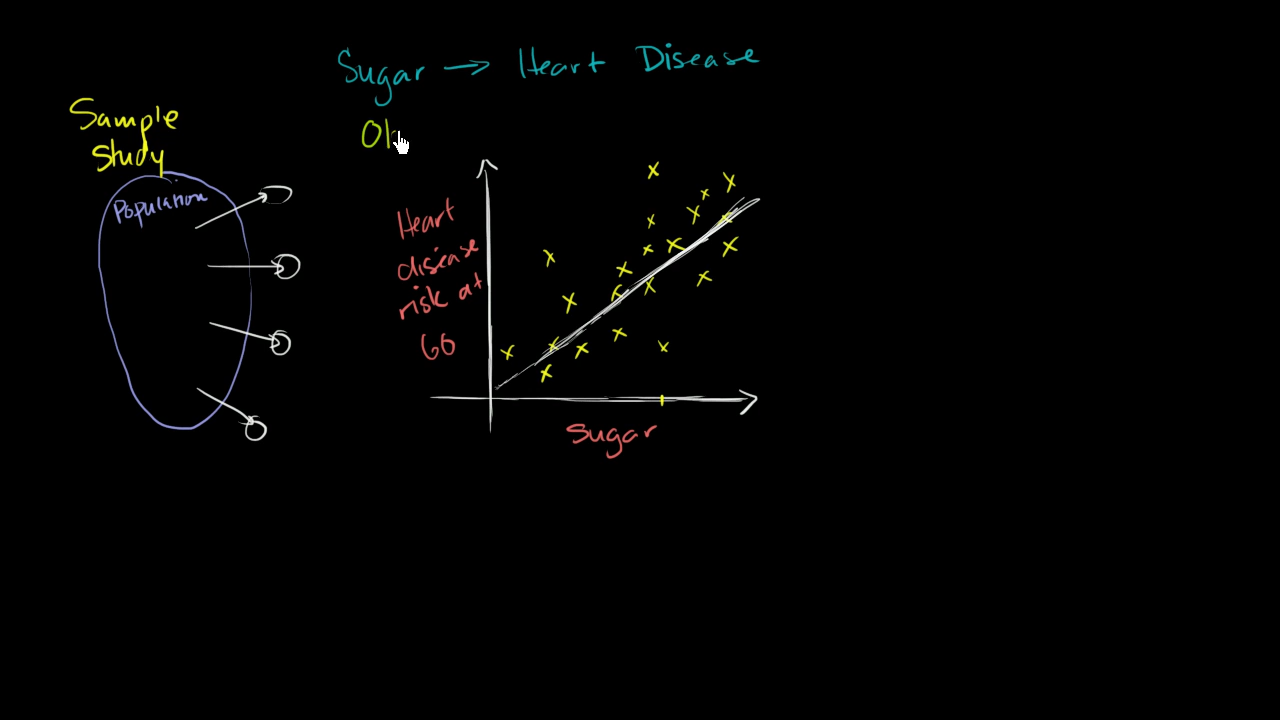 Sugar → Heart Disease
Sample
Study
Population
Heart
disease
risk at
60
Sugar